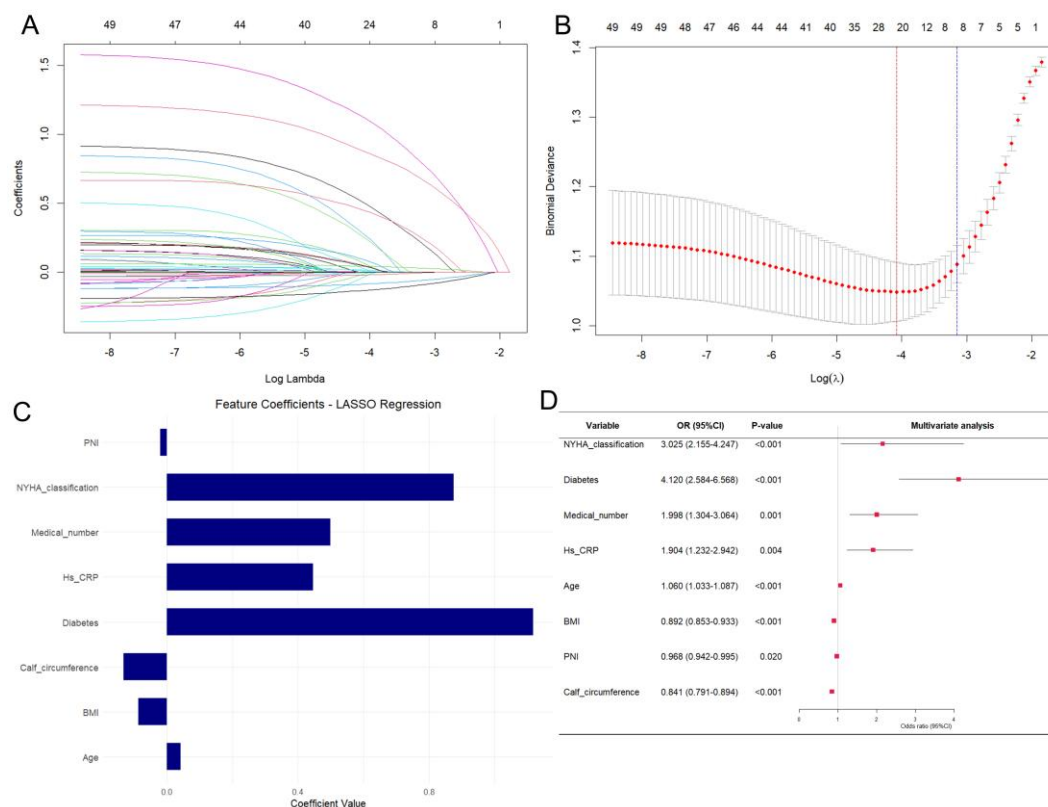 A
49 47 44 40 24 8 1
1.5
1.0
0.5
0.0
Coefficients
-8 -7 -6 -5 -4 -3 -2
Log Lambda
B
49 49 49 48 47 46 44 41 40 35 28 20 12 8 8 7 5 5 1
1.4
1.3
1.2
1.1
1.0
Binomial Deviance
-8 -7 -6 -5 -4 -3 -2
Log(λ)
C
Feature Coefficients - LASSO Regression
PNI
NYHA_classification
Medical_number
Hs_CRP
Diabetes
Calf_circumference
BMI
Age
0.0 0.4 0.8
Coefficient Value
D
Variable OR (95%CI) P-value Multivariate analysis
NYHA_classification 3.025 (2.155-4.247) <0.001
Diabetes 4.120 (2.584-6.568) <0.001
Medical_number 1.998 (1.304-3.064) 0.001
Hs_CRP 1.904 (1.232-2.942) 0.004
Age 1.060 (1.033-1.087) <0.001
BMI 0.892 (0.853-0.933) <0.001
PNI 0.968 (0.942-0.995) 0.020
Calf_circumference 0.841 (0.791-0.894) <0.001
0 1 2 3 4
Odds ratio (95%CI)